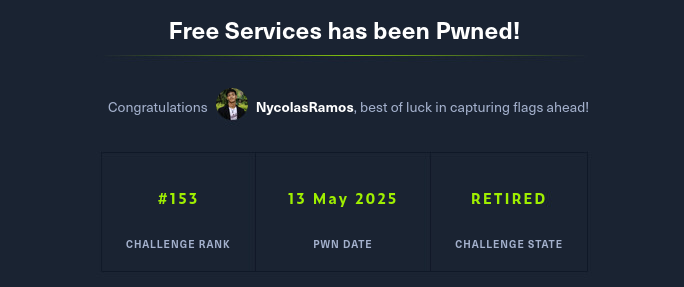 Free Services has been Pwned!
Congratulations NycolasRamos, best of luck in capturing flags ahead!
#153 13 May 2025 RETIRED
CHALLENGE RANK PWN DATE CHALLENGE STATE